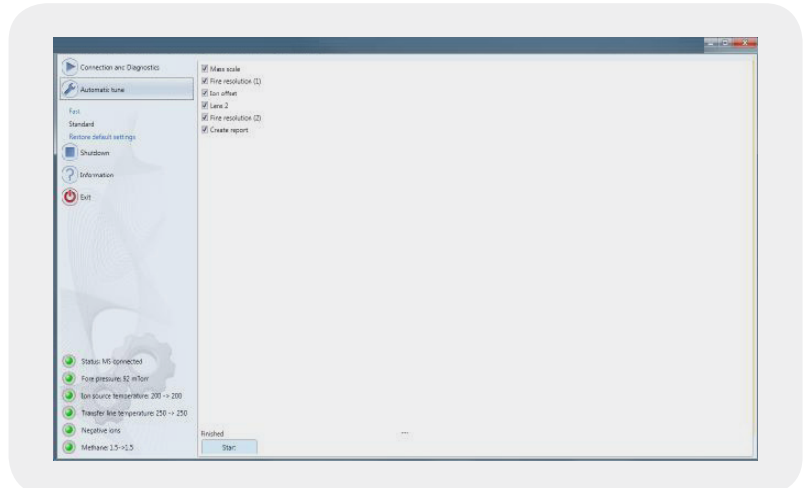 Connection anc Diagnostics
Automatic tune
Fast
Standard
Restore default settings
Shutdown
Information
Exit
Mass scale
Fine resolution (1)
Ion offset
Lens 2
Fine resolution (2)
Create report
Status: MS connected
Fore pressure: 82 mTorr
Ion source temperature: 200 -> 200
Transfer line temperature: 250 -> 250
Negative ions
Methane: 1.5->1.5
Finished
---
Start